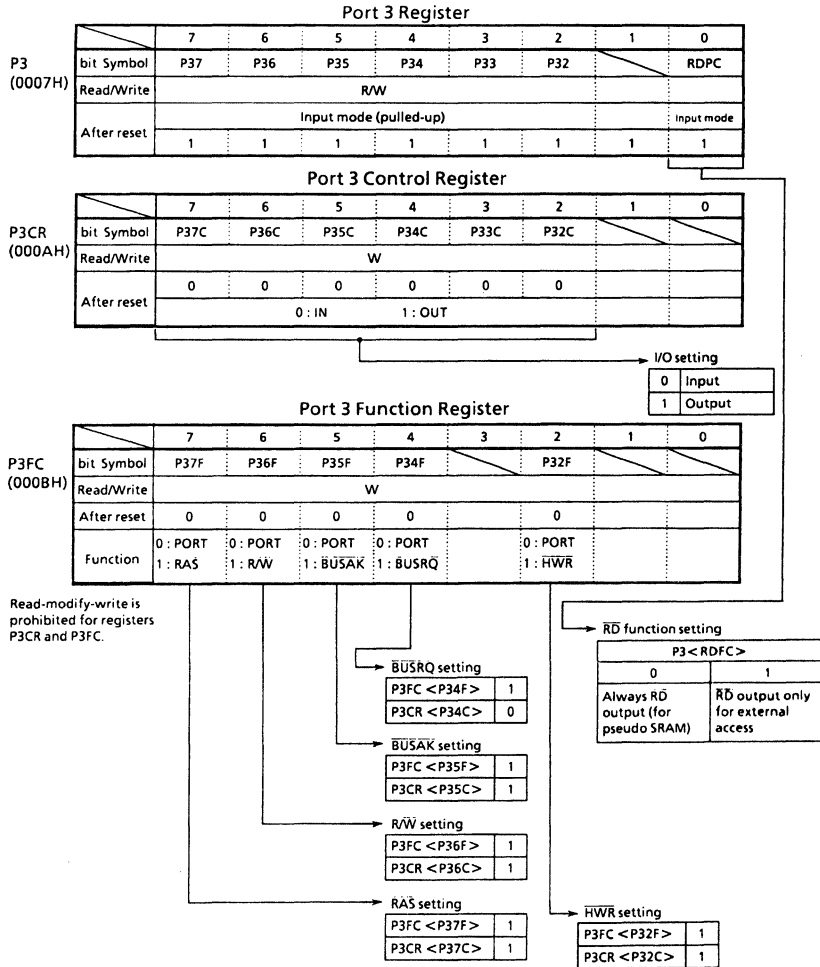 Port 3 Register
7 6 5 4 3 2 1 0
P3 (0007H)
bit Symbol P37 P36 P35 P34 P33 P32 RDPC
Read/Write R/W
After reset Input mode (pulled-up) Input mode
1 1 1 1 1 1 1 1
Port 3 Control Register
7 6 5 4 3 2 1 0
P3CR (000AH)
bit Symbol P37C P36C P35C P34C P33C P32C
Read/Write W
After reset 0 0 0 0 0 0
0 : IN 1 : OUT
I/O setting
0 Input
1 Output
Port 3 Function Register
7 6 5 4 3 2 1 0
P3FC (000BH)
bit Symbol P37F P36F P35F P34F P32F
Read/Write W
After reset 0 0 0 0 0
Function 0 : PORT 0 : PORT 0 : PORT 0 : PORT 0 : PORT
1 : RAS 1 : R/W 1 : BUSAK 1 : BUSRQ 1 : HWR
Read-modify-write is
prohibited for registers
P3CR and P3FC.
RD function setting
P3<RDFC>
0 1
Always RD output (for pseudo SRAM)
RD output only for external access
BUSRQ setting
P3FC <P34F> 1
P3CR <P34C> 0
BUSAK setting
P3FC <P35F> 1
P3CR <P35C> 1
R/W setting
P3FC <P36F> 1
P3CR <P36C> 1
RAS setting
P3FC <P37F> 1
P3CR <P37C> 1
HWR setting
P3FC <P32F> 1
P3CR <P32C> 1